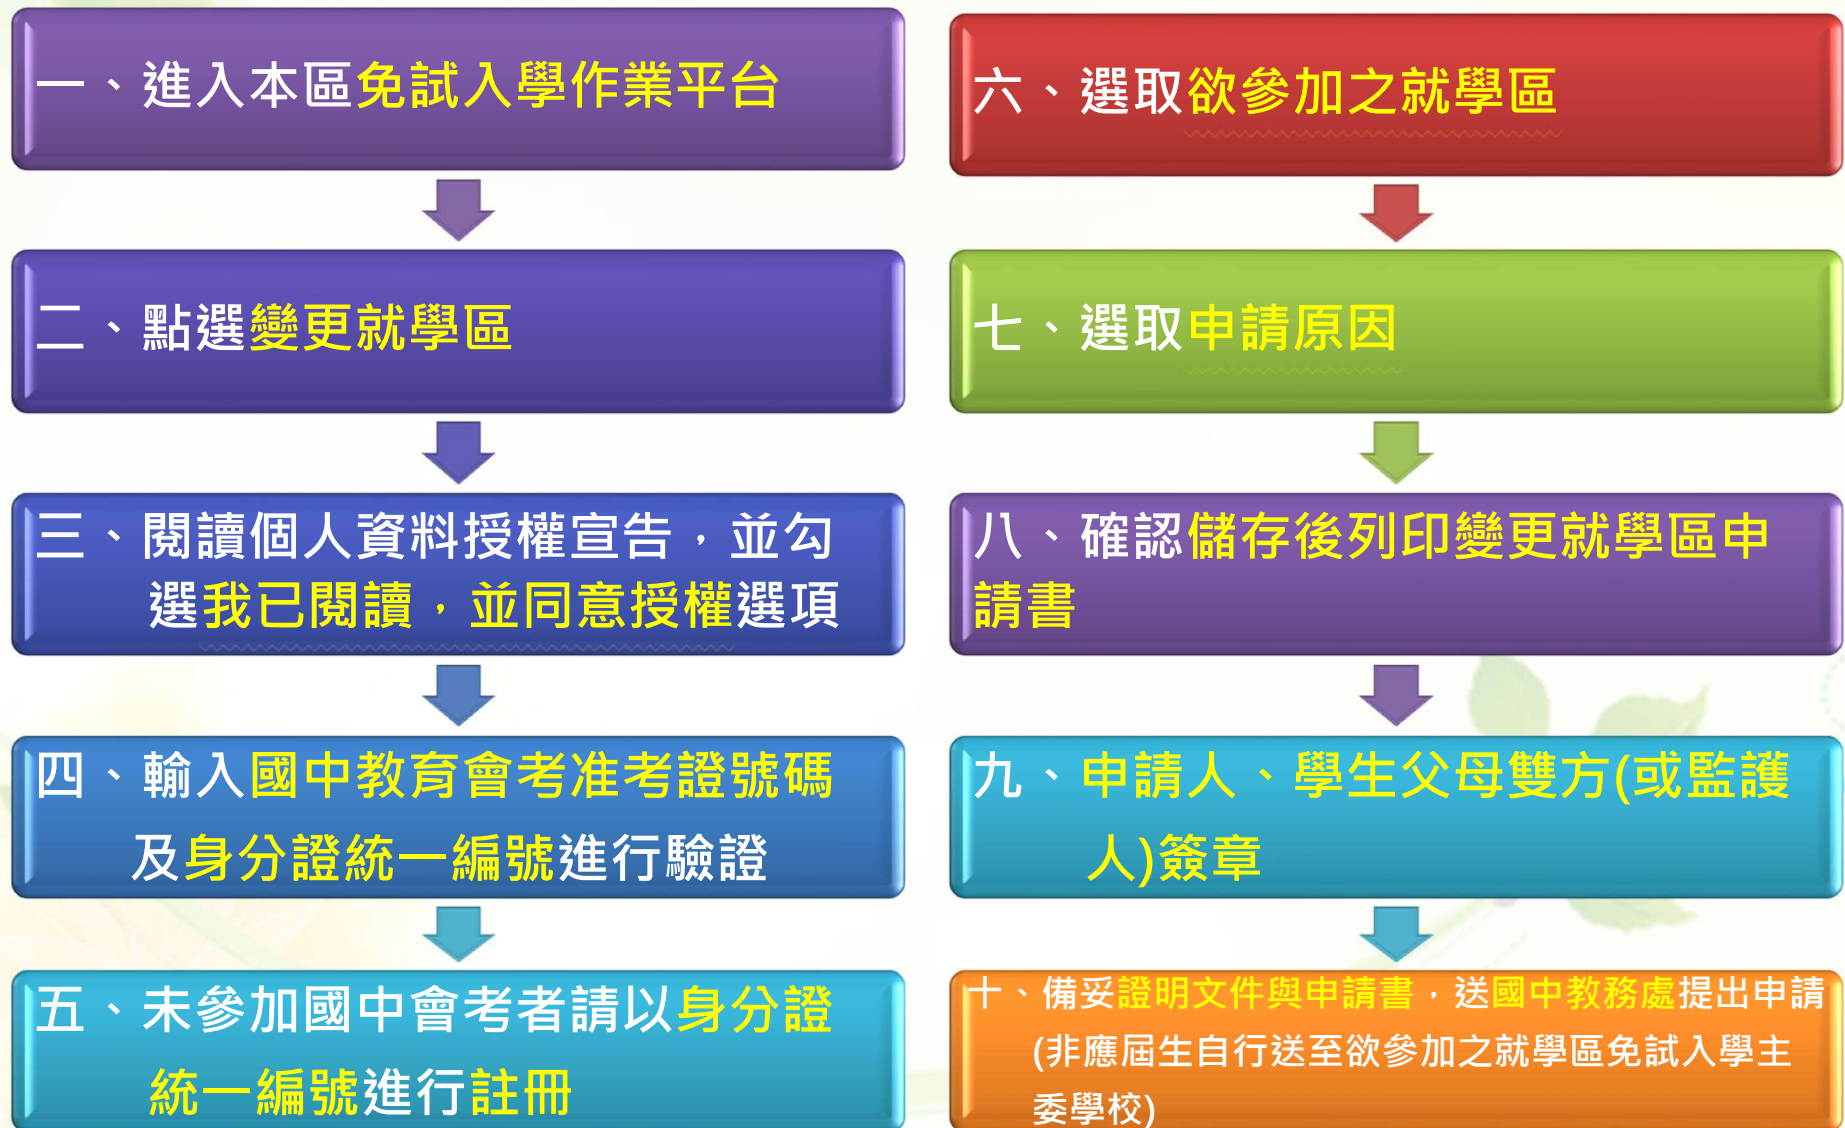 一、進入本區免試入學作業平台
二、點選變更就學區
三、閱讀個人資料授權宣告，並勾
選我已閱讀，並同意授權選項
四、輸入國中教育會考准考證號碼
及身分證統一編號進行驗證
五、未參加國中會考者請以身分證
統一編號進行註冊
六、選取欲參加之就學區
七、選取申請原因
八、確認儲存後列印變更就學區申
請書
九、申請人、學生父母雙方(或監護
人)簽章
十、備妥證明文件與申請書，送國中教務處提出申請
(非應屆生自行送至欲參加之就學區免試入學主
委學校)